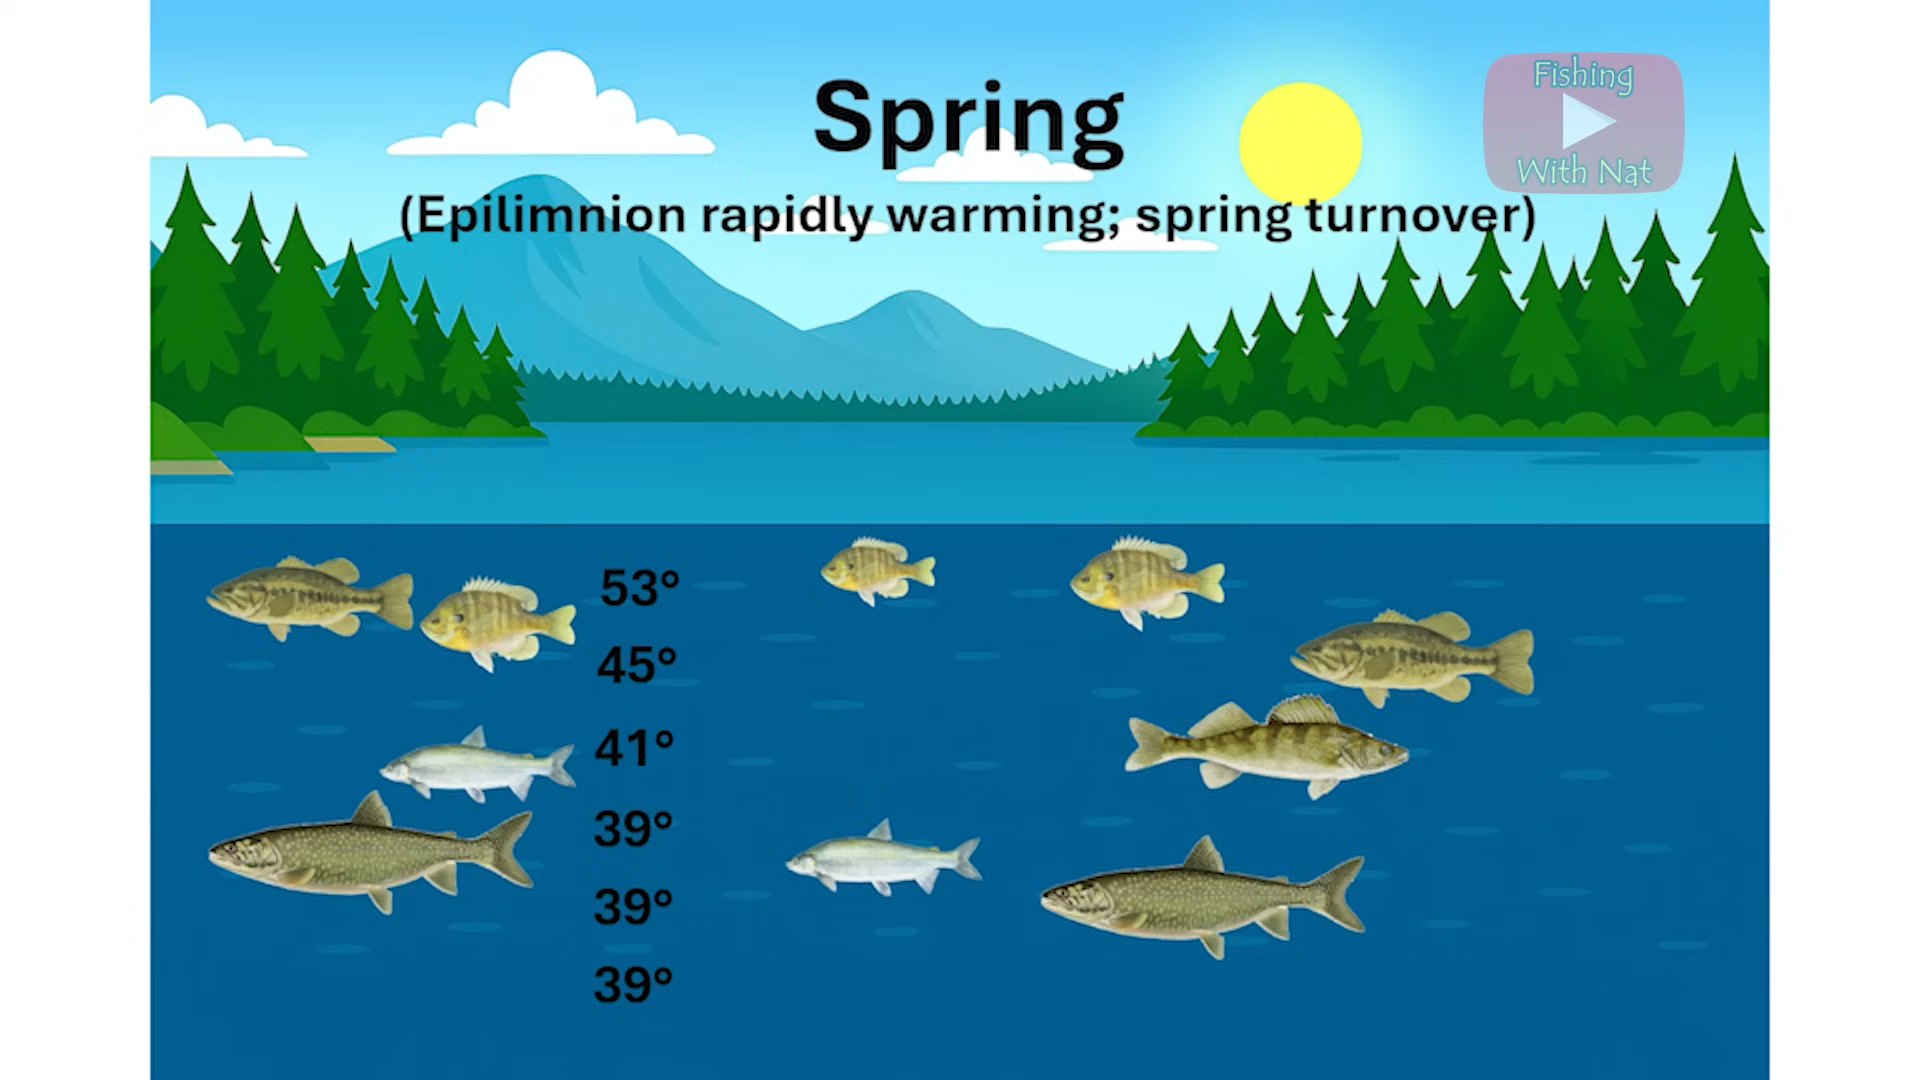 Spring
(Epilimnion rapidly warming; spring turnover)
Fishing
With Nat
53°
45°
41°
39°
39°
39°